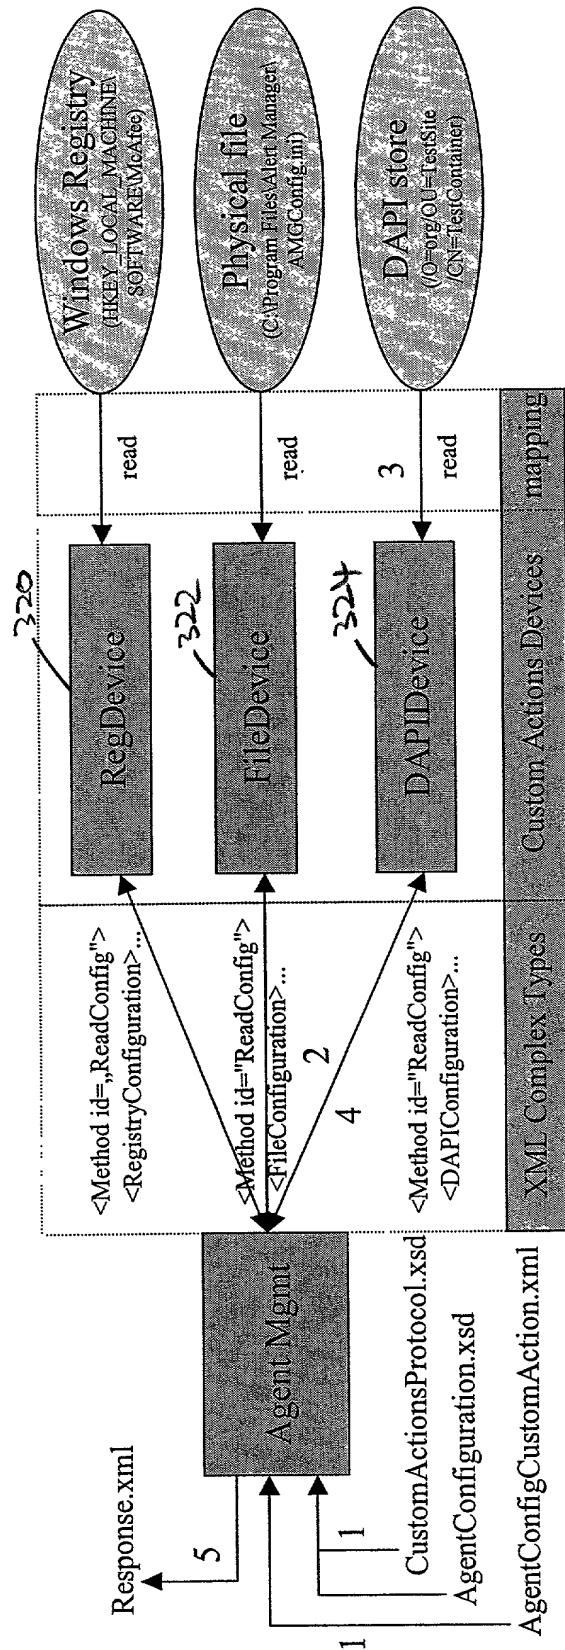 Response.xml
5
Agent Mgmt
1
CustomActionsProtocol.xsd
AgentConfiguration.xsd
1
AgentConfigCustomAction.xml
<Method id=„ReadConfig">
<RegistryConfiguration>...
<Method id="ReadConfig">
<FileConfiguration>...
2
4
<Method id="ReadConfig">
<DAPIConfiguration>...
XML Complex Types
320
RegDevice
322
FileDevice
324
DAPIDevice
Custom Actions Devices
read
read
3
read
mapping
Windows Registry
(HKEY_LOCAL_MACHINE\
SOFTWARE\McAfee)
Physical file
(C:\Program Files\Alert Manager\
AMGConfig.ini)
DAPI store
(/O=org/OU=TestSite
/CN=TestContainer)